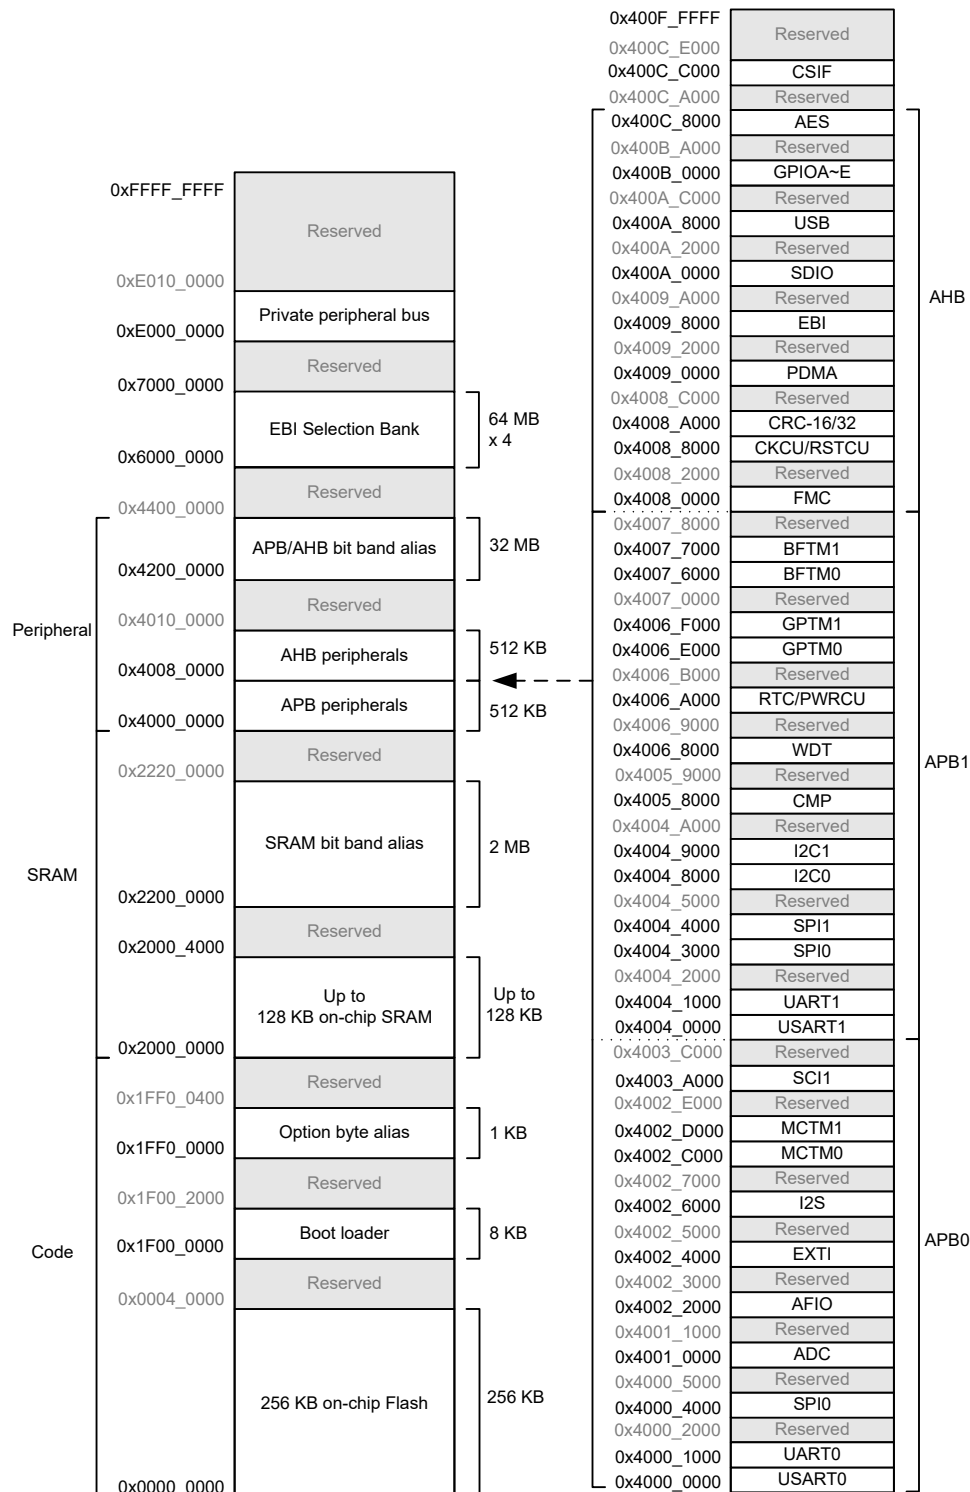 0xFFFF_FFFF
Reserved
0xE010_0000
Private peripheral bus
0xE000_0000
Reserved
0x7000_0000
EBI Selection Bank
64 MB
x 4
0x6000_0000
Reserved
0x4400_0000
APB/AHB bit band alias
32 MB
0x4200_0000
Reserved
0x4010_0000
Peripheral
AHB peripherals
512 KB
0x4008_0000
APB peripherals
512 KB
0x4000_0000
Reserved
0x2220_0000
SRAM bit band alias
2 MB
SRAM
0x2200_0000
Reserved
0x2000_4000
Up to
128 KB on-chip SRAM
Up to
128 KB
0x2000_0000
Reserved
0x1FF0_0400
Option byte alias
1 KB
0x1FF0_0000
Reserved
0x1F00_2000
Boot loader
8 KB
0x1F00_0000
Code
Reserved
0x0004_0000
256 KB on-chip Flash
256 KB
0x0000_0000
0x400F_FFFF
Reserved
0x400C_E000
0x400C_C000 CSIF
0x400C_A000 Reserved
0x400C_8000 AES
0x400B_A000 Reserved
0x400B_0000 GPIOA~E
0x400A_C000 Reserved
0x400A_8000 USB
0x400A_2000 Reserved
0x400A_0000 SDIO
0x4009_A000 Reserved
AHB
0x4009_8000 EBI
0x4009_2000 Reserved
0x4009_0000 PDMA
0x4008_C000 Reserved
0x4008_A000 CRC-16/32
0x4008_8000 CKCU/RSTCU
0x4008_2000 Reserved
0x4008_0000 FMC
0x4007_8000 Reserved
0x4007_7000 BFTM1
0x4007_6000 BFTM0
0x4007_0000 Reserved
0x4006_F000 GPTM1
0x4006_E000 GPTM0
0x4006_B000 Reserved
0x4006_A000 RTC/PWRCU
0x4006_9000 Reserved
0x4006_8000 WDT
APB1
0x4005_9000 Reserved
0x4005_8000 CMP
0x4004_A000 Reserved
0x4004_9000 I2C1
0x4004_8000 I2C0
0x4004_5000 Reserved
0x4004_4000 SPI1
0x4004_3000 SPI0
0x4004_2000 Reserved
0x4004_1000 UART1
0x4004_0000 USART1
0x4003_C000 Reserved
0x4003_A000 SCI1
0x4002_E000 Reserved
0x4002_D000 MCTM1
0x4002_C000 MCTM0
0x4002_7000 Reserved
0x4002_6000 I2S
0x4002_5000 Reserved
APB0
0x4002_4000 EXTI
0x4002_3000 Reserved
0x4002_2000 AFIO
0x4001_1000 Reserved
0x4001_0000 ADC
0x4000_5000 Reserved
0x4000_4000 SPI0
0x4000_2000 Reserved
0x4000_1000 UART0
0x4000_0000 USART0